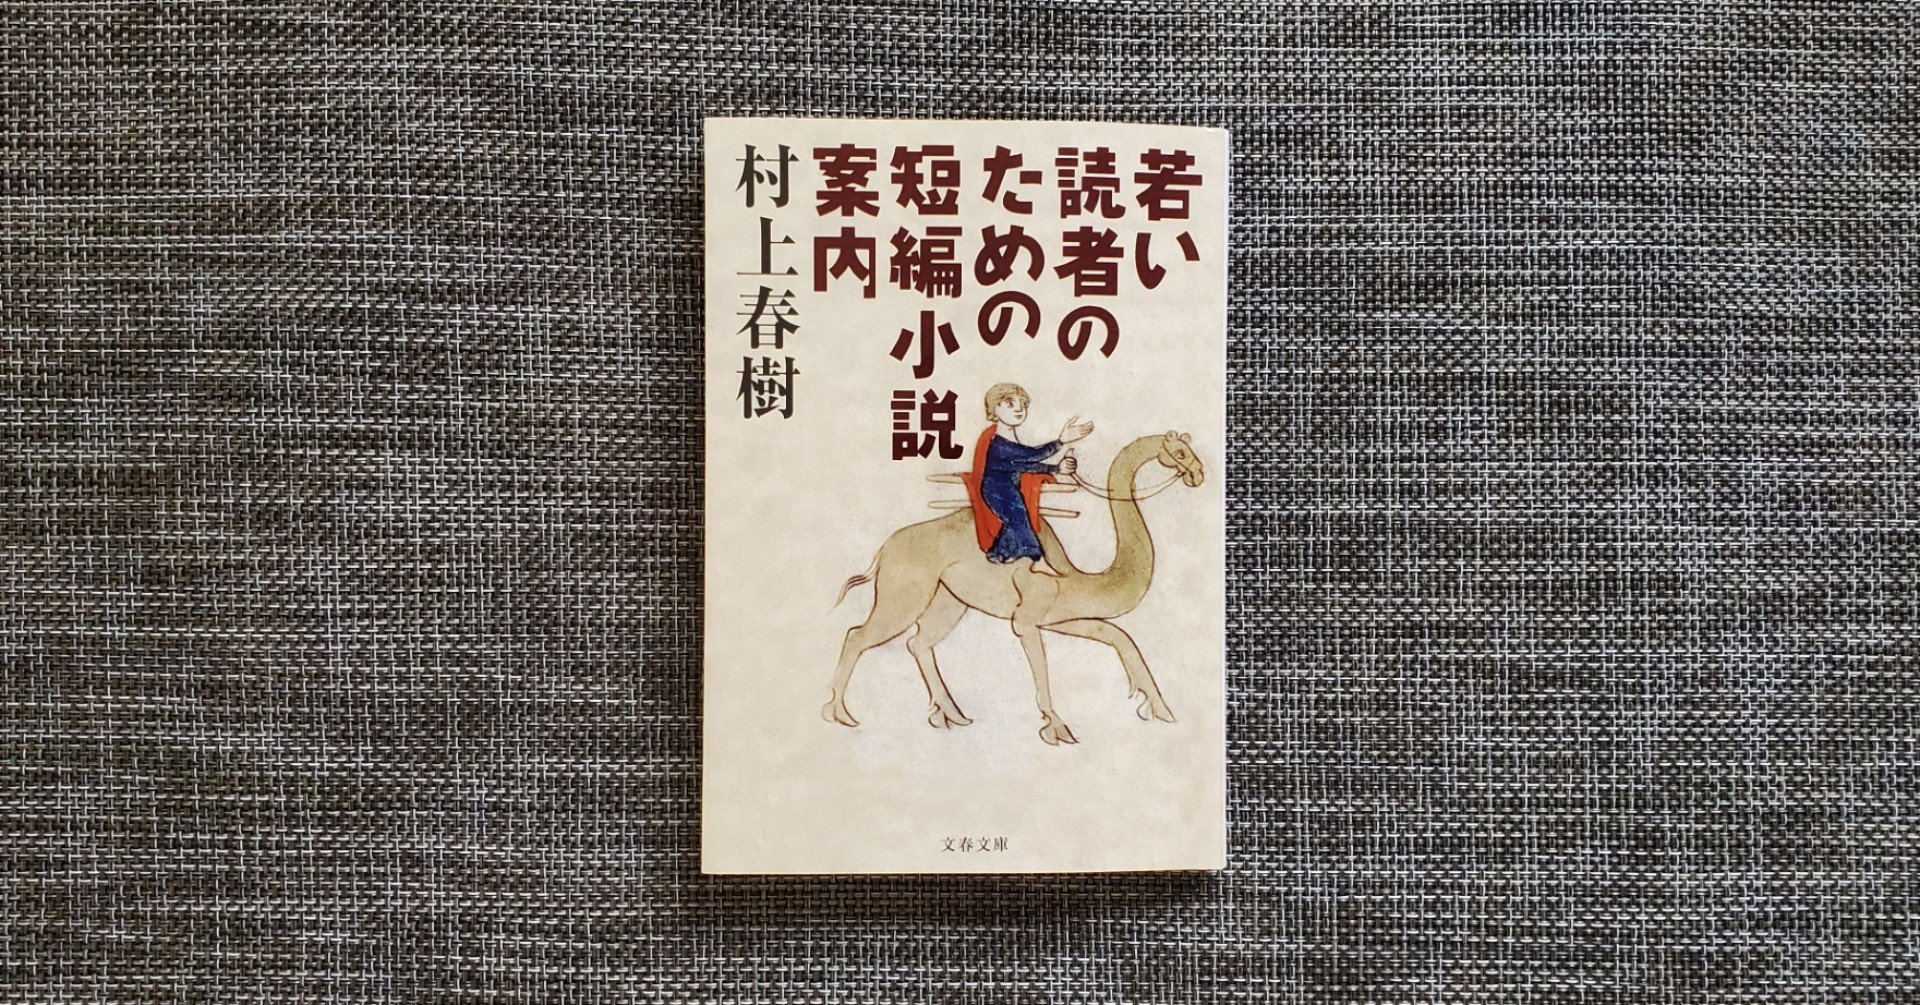 若い
読者の
ための
短編小説
案内
村上春樹
文春文庫